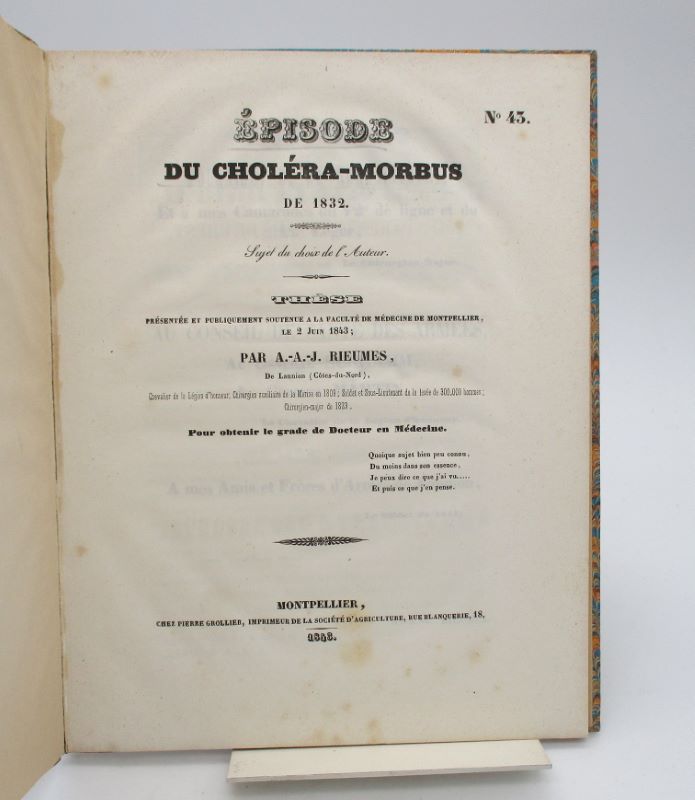 N° 43.
ÉPISODE
DU CHOLÉRA-MORBUS
DE 1832.
Sujet du choix de l'Auteur.
THÈSE
PRÉSENTÉE ET PUBLIQUEMENT SOUTENUE A LA FACULTÉ DE MÉDECINE DE MONTPELLIER,
LE 2 JUIN 1843;
PAR A.-A.-J. RIEUMES,
De Lannion (Côtes-du-Nord),
Chevalier de la Légion d'honneur, Chirurgien auxiliaire de la Marine en 1809; Soldat et Sous-Lieutenant de la levée de 300,000 hommes;
Chirurgien-major de 1823,
Pour obtenir le grade de Docteur en Médecine.
Quoique sujet bien peu connu,
Du moins dans son essence,
Je peux dire ce que j'ai vu.....
Et puis ce que j'en pense.
MONTPELLIER,
CHEZ PIERRE GROLLIER, IMPRIMEUR DE LA SOCIÉTÉ D'AGRICULTURE, RUE BLANQUERIE, 18.
1843.